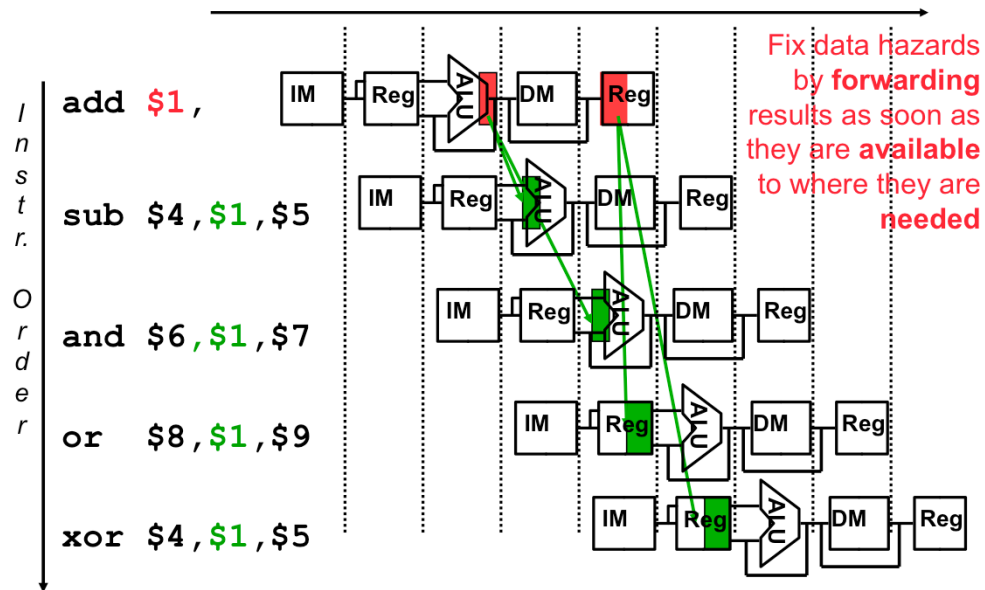 Fix data hazards
by forwarding
results as soon as
they are available
to where they are
needed
Instr. Order
add $1,
IM Reg ALU DM Reg
sub $4,$1,$5
IM Reg ALU DM Reg
and $6,$1,$7
IM Reg ALU DM Reg
or $8,$1,$9
IM Reg ALU DM Reg
xor $4,$1,$5
IM Reg ALU DM Reg